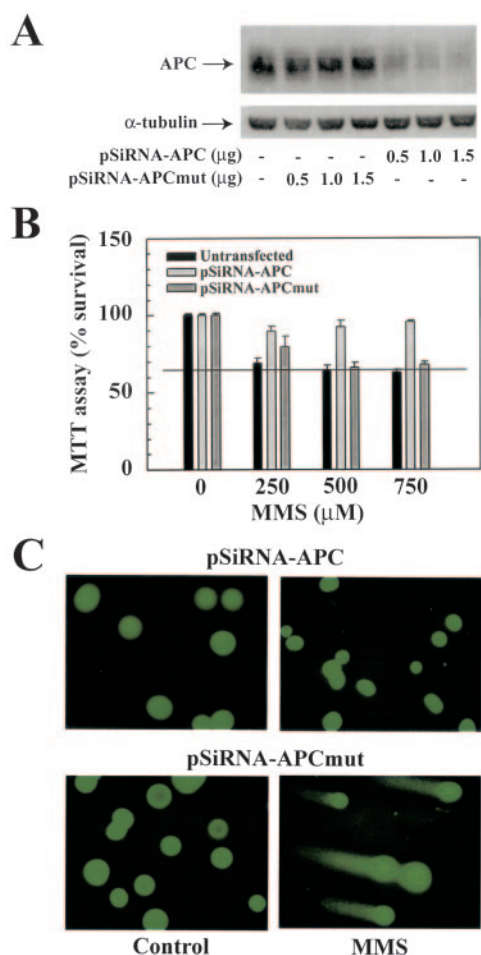 A
APC
α-tubulin
pSiRNA-APC (μg) - - - - 0.5 1.0 1.5
pSiRNA-APCmut (μg) - 0.5 1.0 1.5 - - -
B
150
100
50
0
MTT assay (% survival)
Untransfected
pSiRNA-APC
pSiRNA-APCmut
0 250 500 750
MMS (μM)
C
pSiRNA-APC
pSiRNA-APCmut
Control MMS